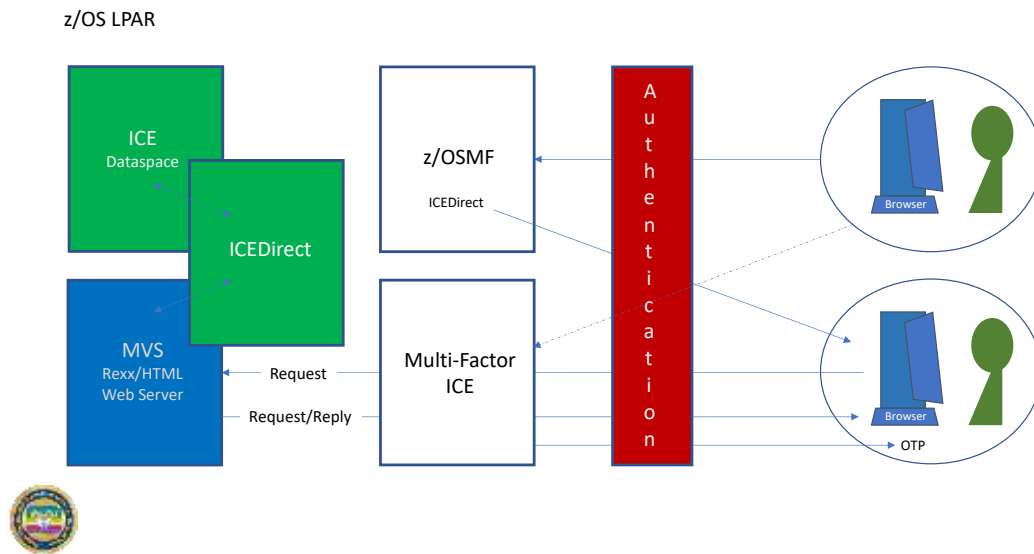 z/OS LPAR
ICE
Dataspace
ICEDirect
MVS
Rexx/HTML
Web Server
z/OSMF
ICEDirect
Multi-Factor
ICE
Request
Request/Reply
A
u
t
h
e
n
t
i
c
a
t
i
o
n
Browser
Browser
OTP